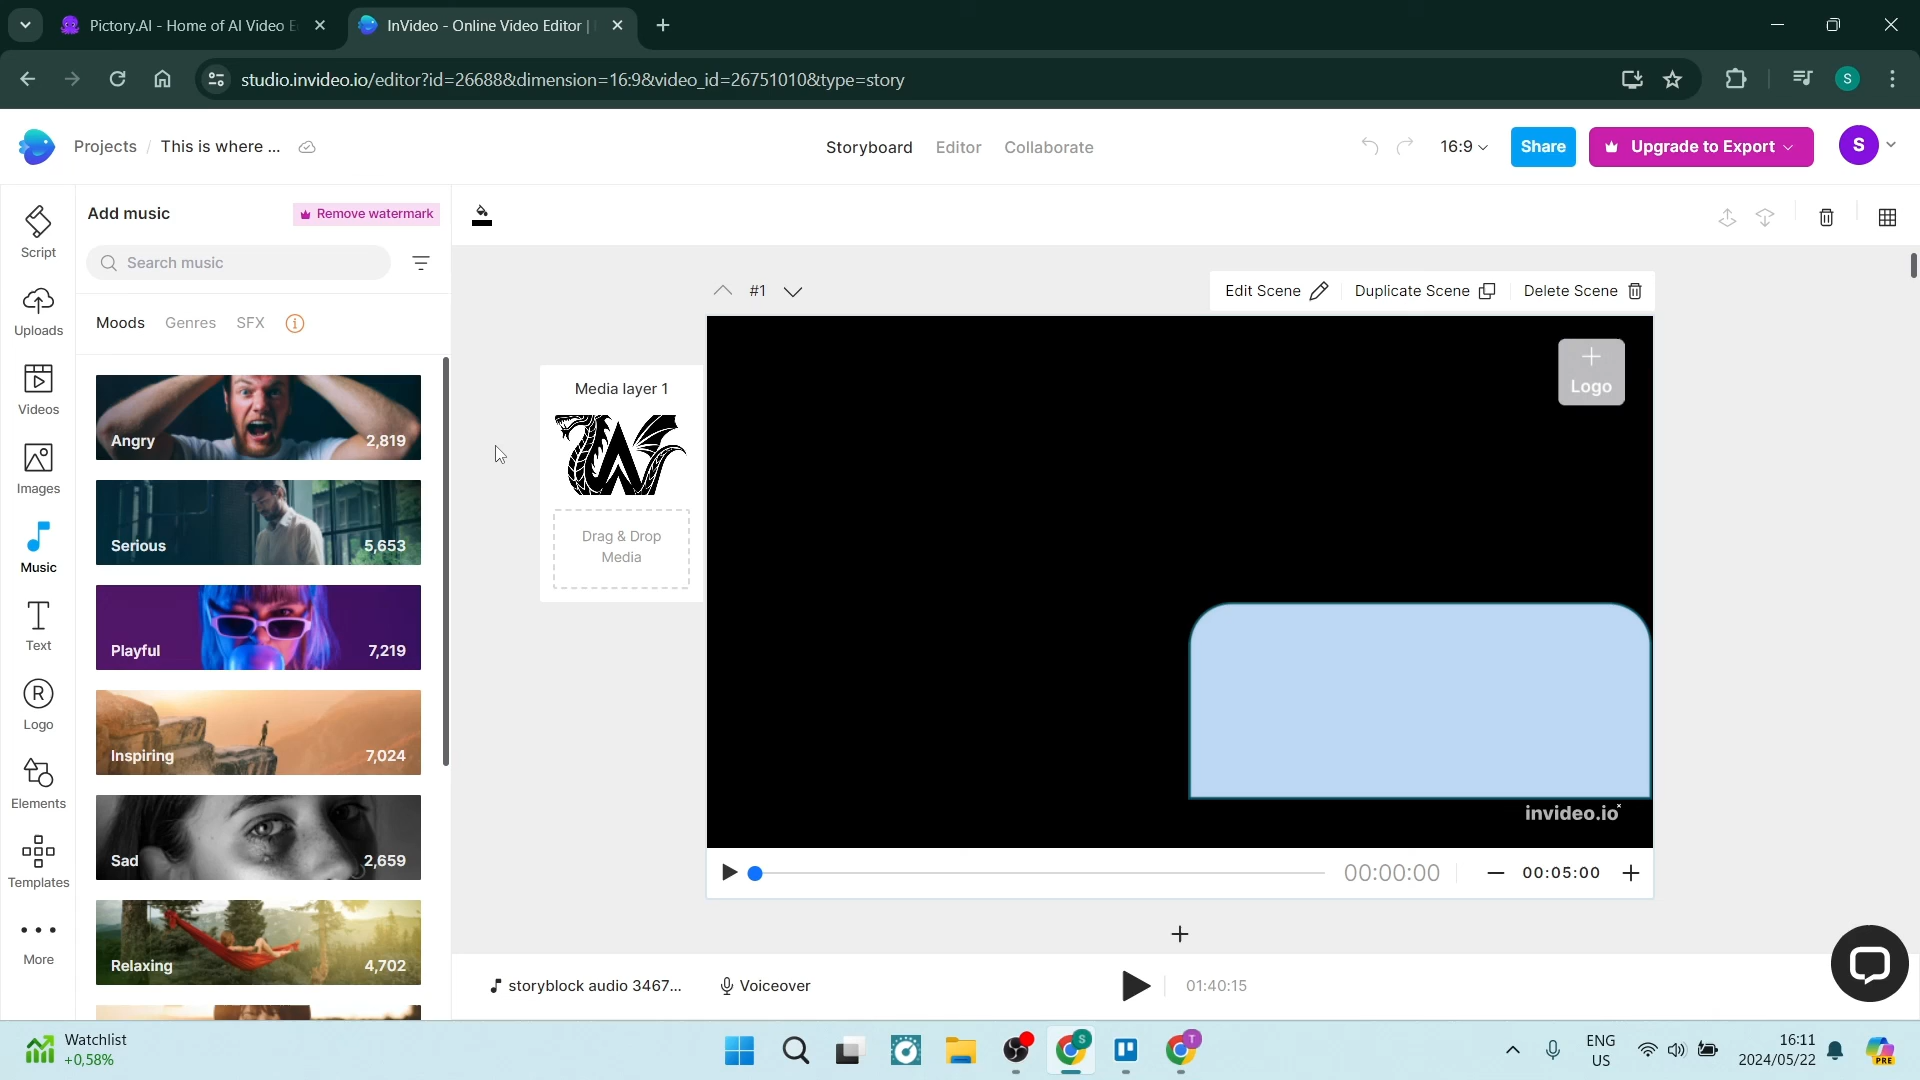 Pictory.AI - Home of AI Video E
InVideo - Online Video Editor |
studio.invideo.io/editor?id=26688&dimension=16:9&video_id=26751010&type=story
S
Projects / This is where ...
Storyboard Editor Collaborate
16:9
Share
Upgrade to Export
S
Script
Uploads
Videos
Images
Music
Text
R
Logo
Elements
Templates
More
Add music
Remove watermark
Search music
Moods Genres SFX
Angry 2,819
Serious 5,653
Playful 7,219
Inspiring 7,024
Sad 2,659
Relaxing 4,702
#1
Edit Scene
Duplicate Scene
Delete Scene
Media layer 1
W
Drag & Drop
Media
+
Logo
invideo.io
00:00:00
00:05:00
storyblock audio 3467...
Voiceover
01:40:15
Watchlist
+0,58%
S
T
ENG
US
16:11
2024/05/22
PRE